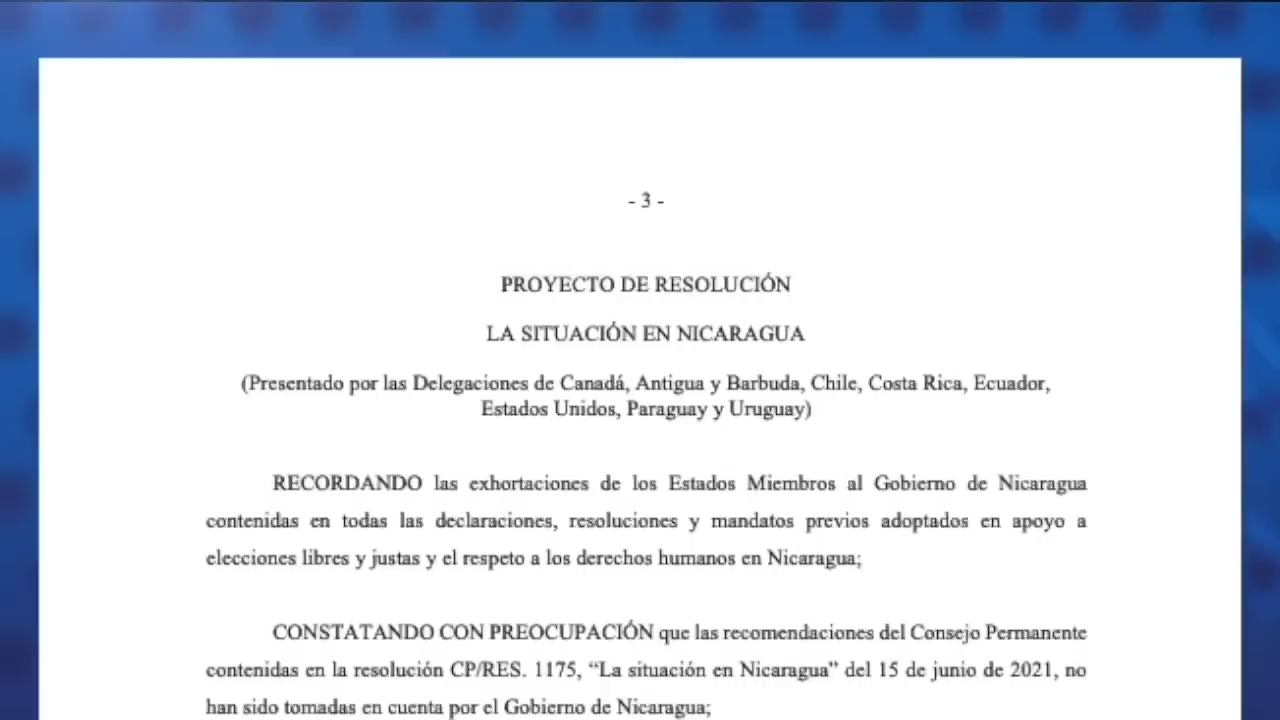 - 3 -
PROYECTO DE RESOLUCIÓN
LA SITUACIÓN EN NICARAGUA
(Presentado por las Delegaciones de Canadá, Antigua y Barbuda, Chile, Costa Rica, Ecuador,
Estados Unidos, Paraguay y Uruguay)
RECORDANDO las exhortaciones de los Estados Miembros al Gobierno de Nicaragua
contenidas en todas las declaraciones, resoluciones y mandatos previos adoptados en apoyo a
elecciones libres y justas y el respeto a los derechos humanos en Nicaragua;
CONSTATANDO CON PREOCUPACIÓN que las recomendaciones del Consejo Permanente
contenidas en la resolución CP/RES. 1175, “La situación en Nicaragua” del 15 de junio de 2021, no
han sido tomadas en cuenta por el Gobierno de Nicaragua;